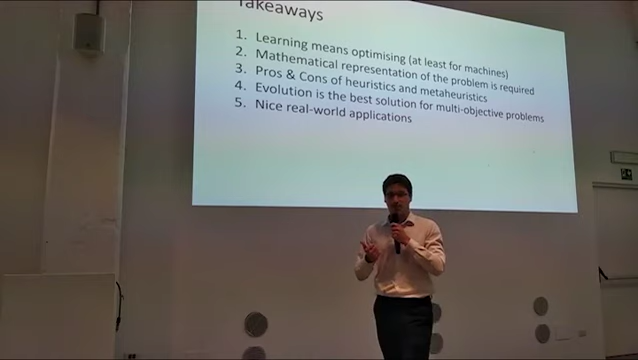 Takeaways
1. Learning means optimising (at least for machines)
2. Mathematical representation of the problem is required
3. Pros & Cons of heuristics and metaheuristics
4. Evolution is the best solution for multi-objective problems
5. Nice real-world applications